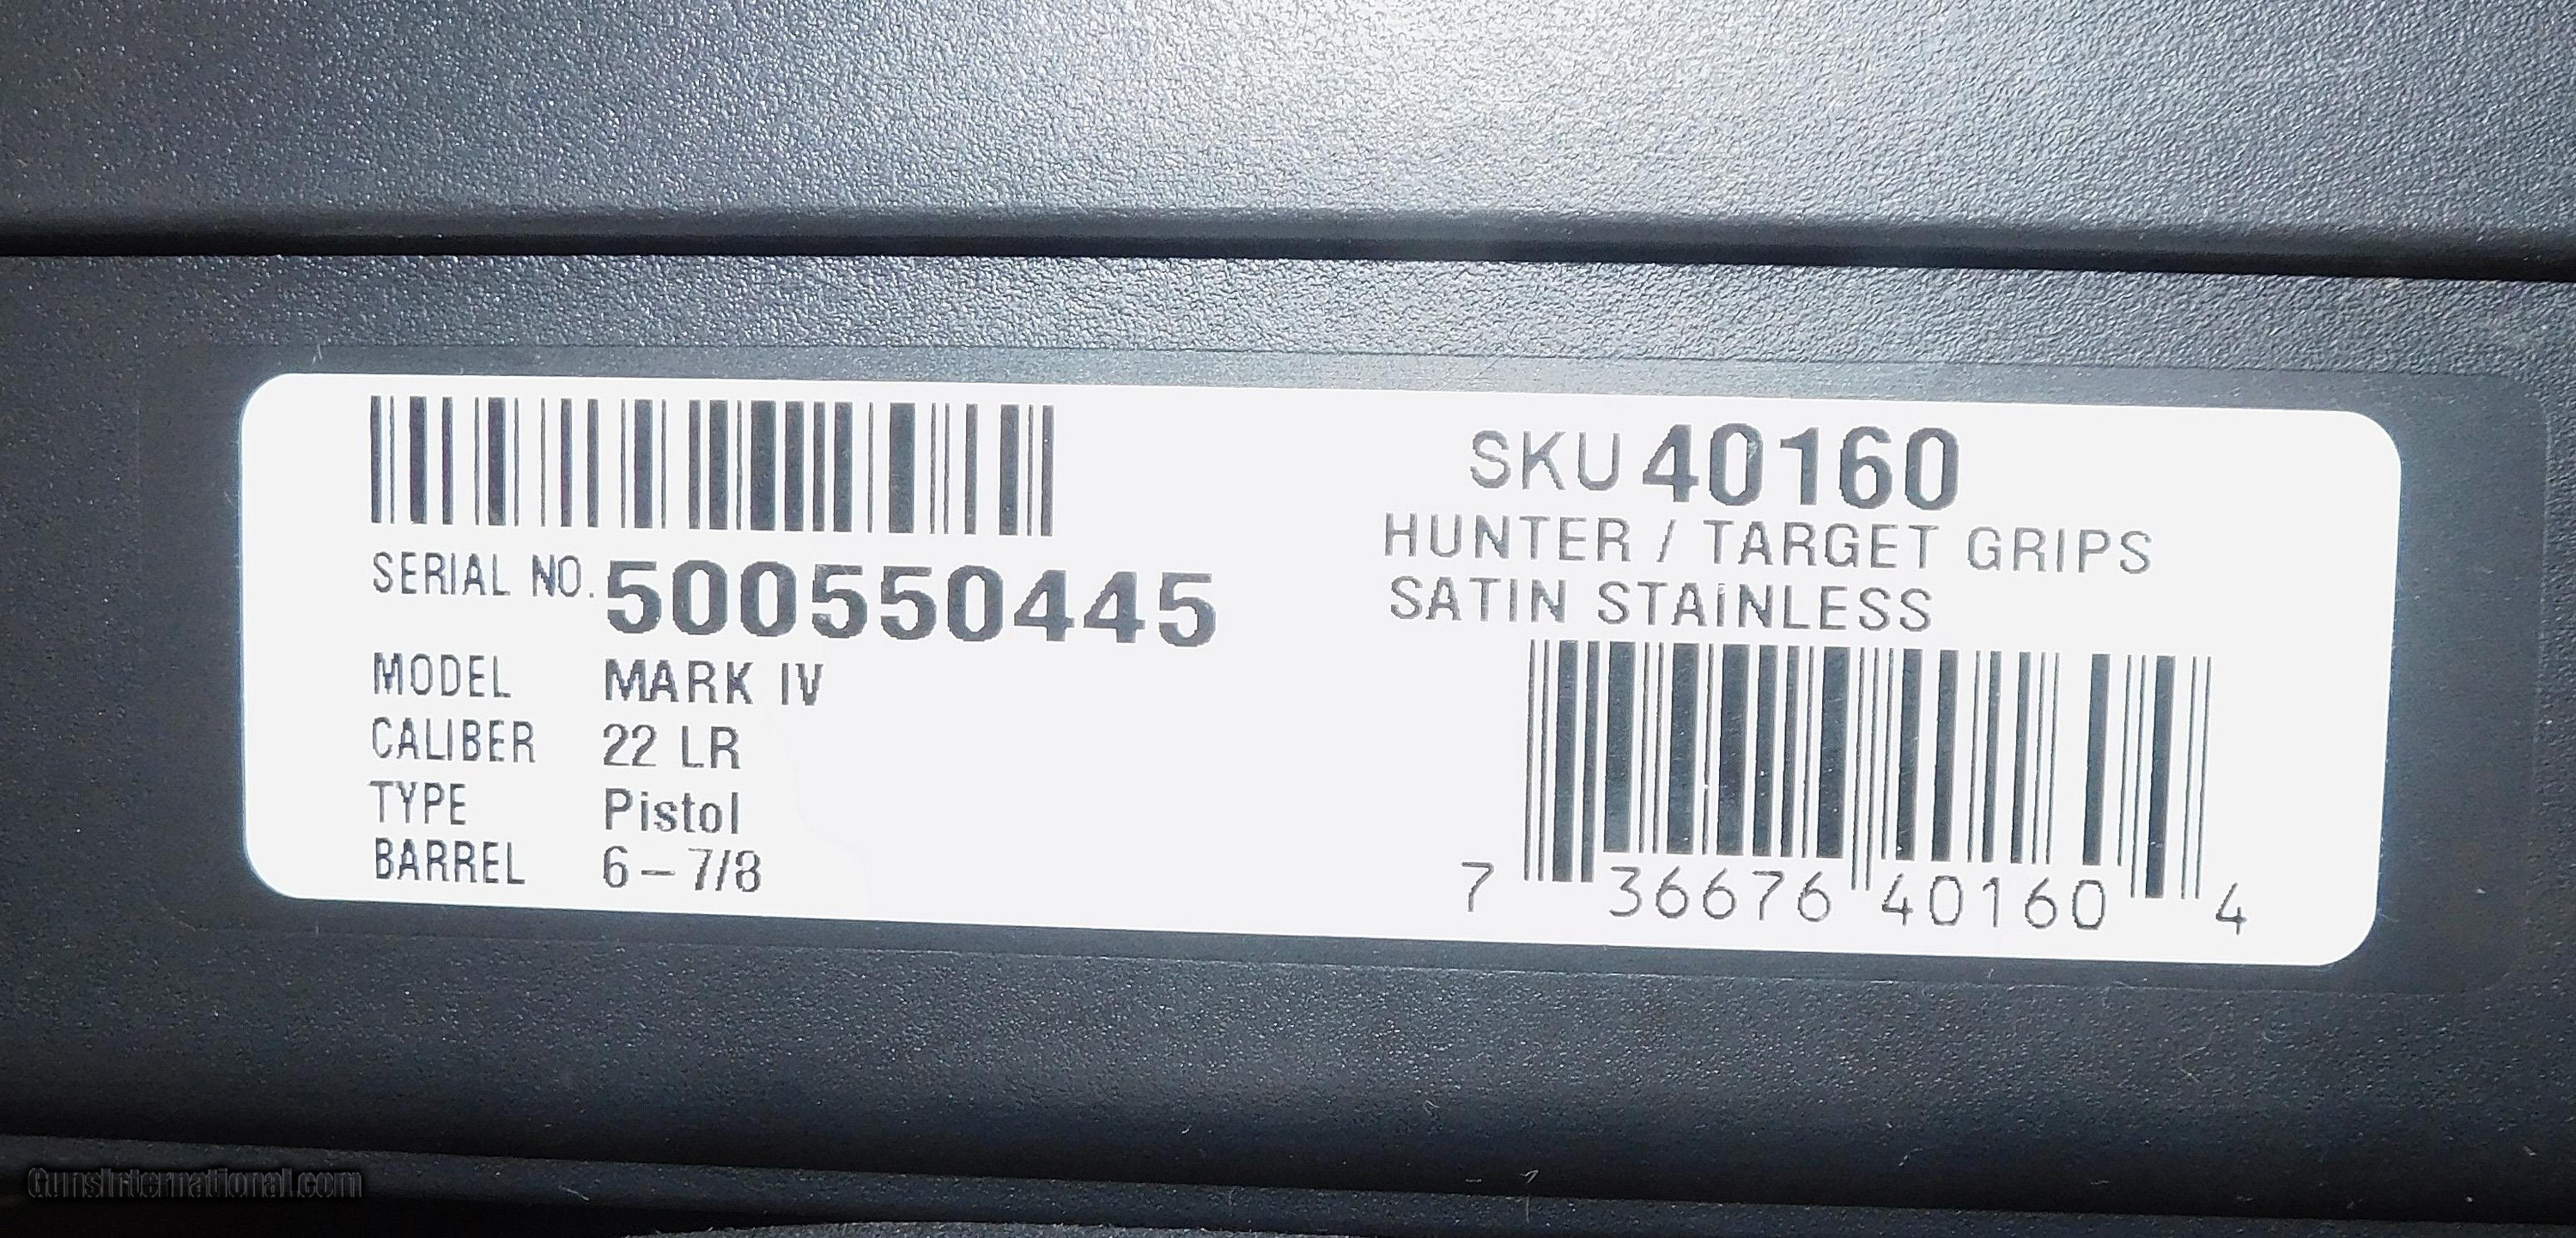 SERIAL NO. 500550445
MODEL MARK IV
CALIBER 22 LR
TYPE Pistol
BARREL 6-7/8
SKU 40160
HUNTER / TARGET GRIPS
SATIN STAINLESS
7 36676 40160 4
GunsInternational.com